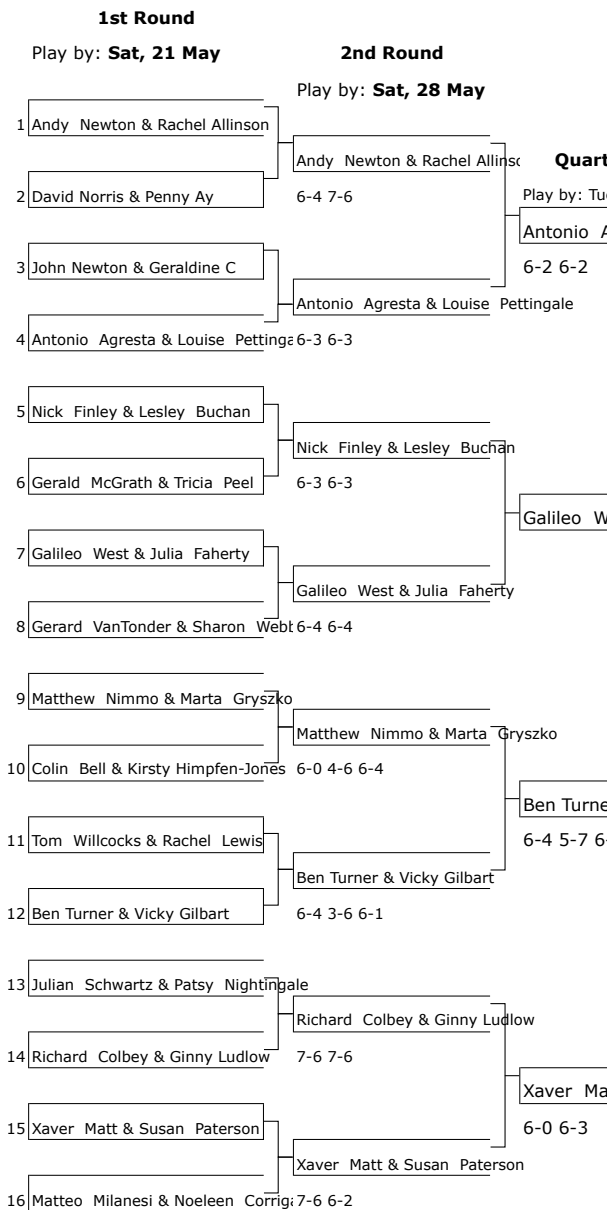 1st Round
Play by: Sat, 21 May
2nd Round
Play by: Sat, 28 May
1 Andy Newton & Rachel Allinson
Andy Newton & Rachel Allinso
Quart
2 David Norris & Penny Ay
6-4 7-6
Play by: Tu
Antonio A
3 John Newton & Geraldine C
6-2 6-2
Antonio Agresta & Louise Pettingale
4 Antonio Agresta & Louise Pettinga
6-3 6-3
5 Nick Finley & Lesley Buchan
Nick Finley & Lesley Buchan
6 Gerald McGrath & Tricia Peel
6-3 6-3
Galileo W
7 Galileo West & Julia Faherty
Galileo West & Julia Faherty
8 Gerard VanTonder & Sharon Webb
6-4 6-4
9 Matthew Nimmo & Marta Gryszko
Matthew Nimmo & Marta Gryszko
10 Colin Bell & Kirsty Himpfen-Jones
6-0 4-6 6-4
Ben Turne
11 Tom Willcocks & Rachel Lewis
6-4 5-7 6-
Ben Turner & Vicky Gilbart
12 Ben Turner & Vicky Gilbart
6-4 3-6 6-1
13 Julian Schwartz & Patsy Nightingale
Richard Colbey & Ginny Ludlow
14 Richard Colbey & Ginny Ludlow
7-6 7-6
Xaver Ma
15 Xaver Matt & Susan Paterson
6-0 6-3
Xaver Matt & Susan Paterson
16 Matteo Milanesi & Noeleen Corriga
7-6 6-2